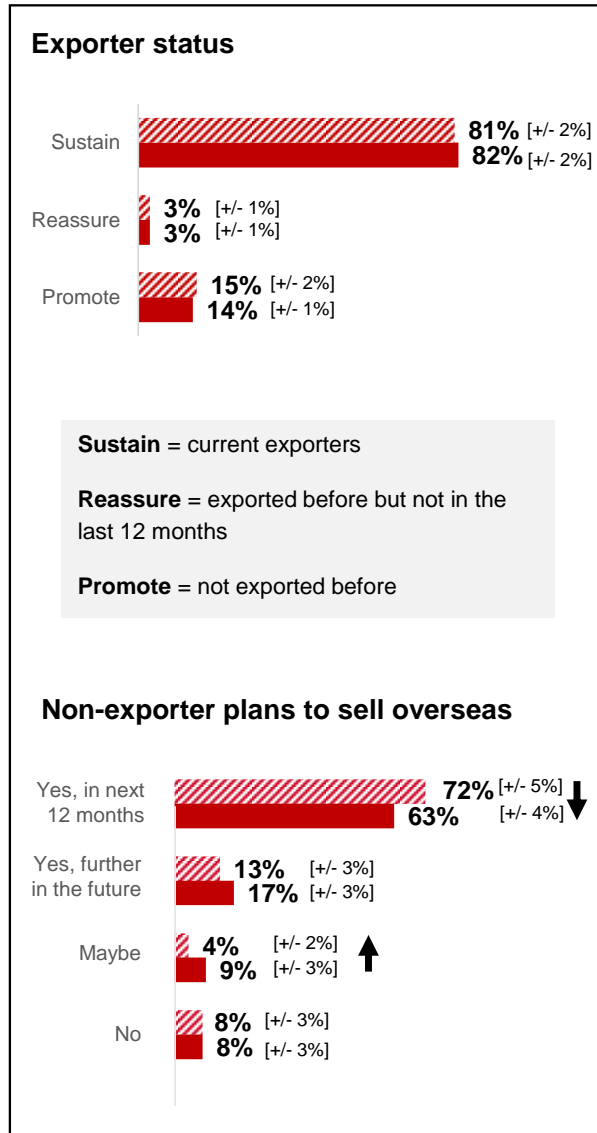 Exporter status
Sustain
81% [+/- 2%]
82% [+/- 2%]
Reassure
3% [+/- 1%]
3% [+/- 1%]
Promote
15% [+/- 2%]
14% [+/- 1%]
Sustain = current exporters
Reassure = exported before but not in the
last 12 months
Promote = not exported before
Non-exporter plans to sell overseas
Yes, in next
12 months
72% [+/- 5%]
63% [+/- 4%]
Yes, further
in the future
13% [+/- 3%]
17% [+/- 3%]
Maybe
4% [+/- 2%]
9% [+/- 3%]
No
8% [+/- 3%]
8% [+/- 3%]